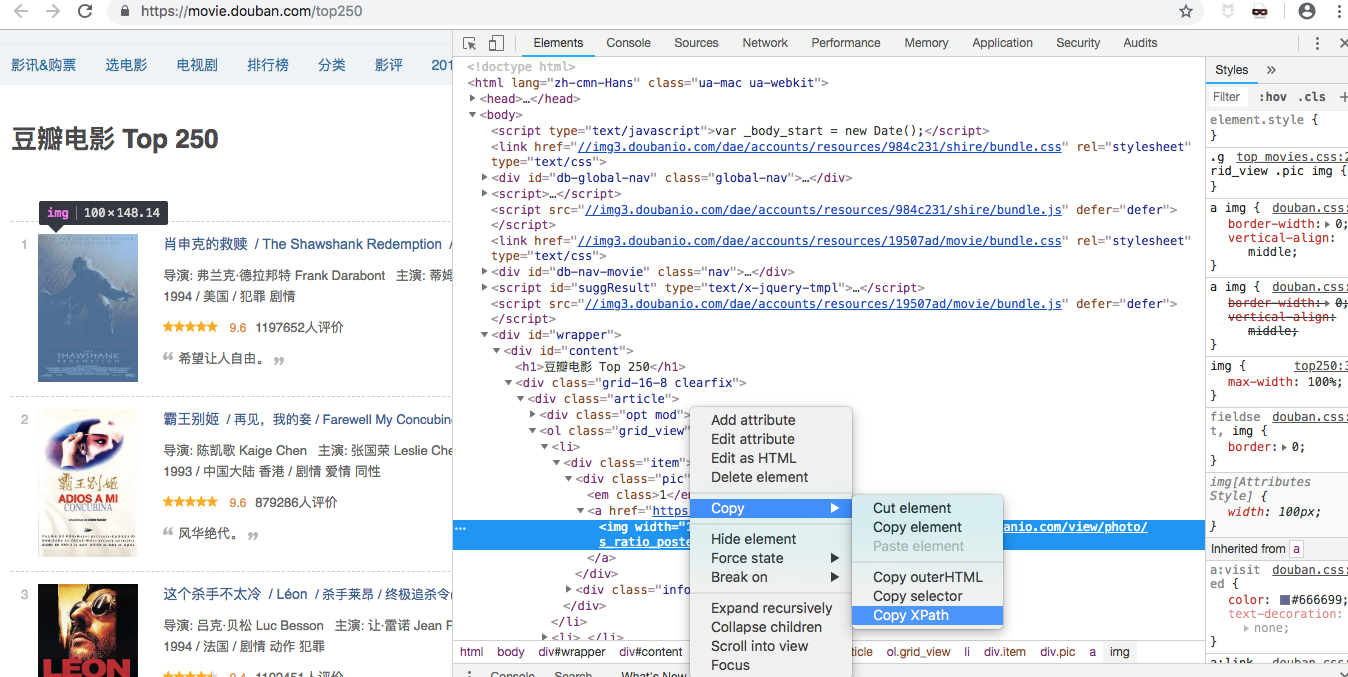 https://movie.douban.com/top250
影讯&购票 选电影 电视剧 排行榜 分类 影评 201
豆瓣电影 Top 250
img 100×148.14
1
肖申克的救赎 / The Shawshank Redemption /
导演: 弗兰克·德拉邦特 Frank Darabont 主演: 蒂姆
1994 / 美国 / 犯罪 剧情
9.6 1197652人评价
“ 希望让人自由。 ”
SHAWSHANK
2
霸王别姬 / 再见，我的妾 / Farewell My Concubin
导演: 陈凯歌 Kaige Chen 主演: 张国荣 Leslie Che
1993 / 中国大陆 香港 / 剧情 爱情 同性
9.6 879286人评价
“ 风华绝代。 ”
霸王别姬
ADIOS A MI
CONCUBINA
3
这个杀手不太冷 / Léon / 杀手莱昂 / 终极追杀令(
导演: 吕克·贝松 Luc Besson 主演: 让·雷诺 Jean F
1994 / 法国 / 剧情 动作 犯罪
LEON
Elements Console Sources Network Performance Memory Application Security Audits
<!doctype html>
<html lang="zh-cmn-Hans" class="ua-mac ua-webkit">
<head>…</head>
<body>
<script type="text/javascript">var _body_start = new Date();</script>
<link href="//img3.doubanio.com/dae/accounts/resources/984c231/shire/bundle.css" rel="stylesheet"
type="text/css">
<div id="db-global-nav" class="global-nav">…</div>
<script>…</script>
<script src="//img3.doubanio.com/dae/accounts/resources/984c231/shire/bundle.js" defer="defer">
</script>
<link href="//img3.doubanio.com/dae/accounts/resources/19507ad/movie/bundle.css" rel="stylesheet"
type="text/css">
<div id="db-nav-movie" class="nav">…</div>
<script id="suggResult" type="text/x-jquery-tmpl">…</script>
<script src="//img3.doubanio.com/dae/accounts/resources/19507ad/movie/bundle.js" defer="defer">
</script>
<div id="wrapper">
<div id="content">
<h1>豆瓣电影 Top 250</h1>
<div class="grid-16-8 clearfix">
<div class="article">
<div class="opt mod">
<ol class="grid_view"
<li>
<div class="item">
<div class="pic"
<em class>1</em
<a href="https
<img width="1 banio.com/view/photo/
s_ratio_poste
</a>
</div>
<div class="info
</div>
</li>
<li> </li>
html body div#wrapper div#content ticle ol.grid_view li div.item div.pic a img
Console Search What's New
Add attribute
Edit attribute
Edit as HTML
Delete element
Copy
Hide element
Force state
Break on
Expand recursively
Collapse children
Scroll into view
Focus
Cut element
Copy element
Paste element
Copy outerHTML
Copy selector
Copy XPath
Styles »
Filter :hov .cls +
element.style {
}
.g top_movies.css:2
rid_view .pic img {
}
a img { douban.css:
border-width: 0;
vertical-align:
middle;
}
a img { douban.css:
border-width: 0;
vertical-align:
middle;
}
img { top250:3
max-width: 100%;
}
fieldse douban.css:
t, img {
border: 0;
}
img[Attributes
Style] {
width: 100px;
}
Inherited from a
a:visit douban.css:
ed {
color: #666699;
text-decoration:
none;
}
a:link douban.css: